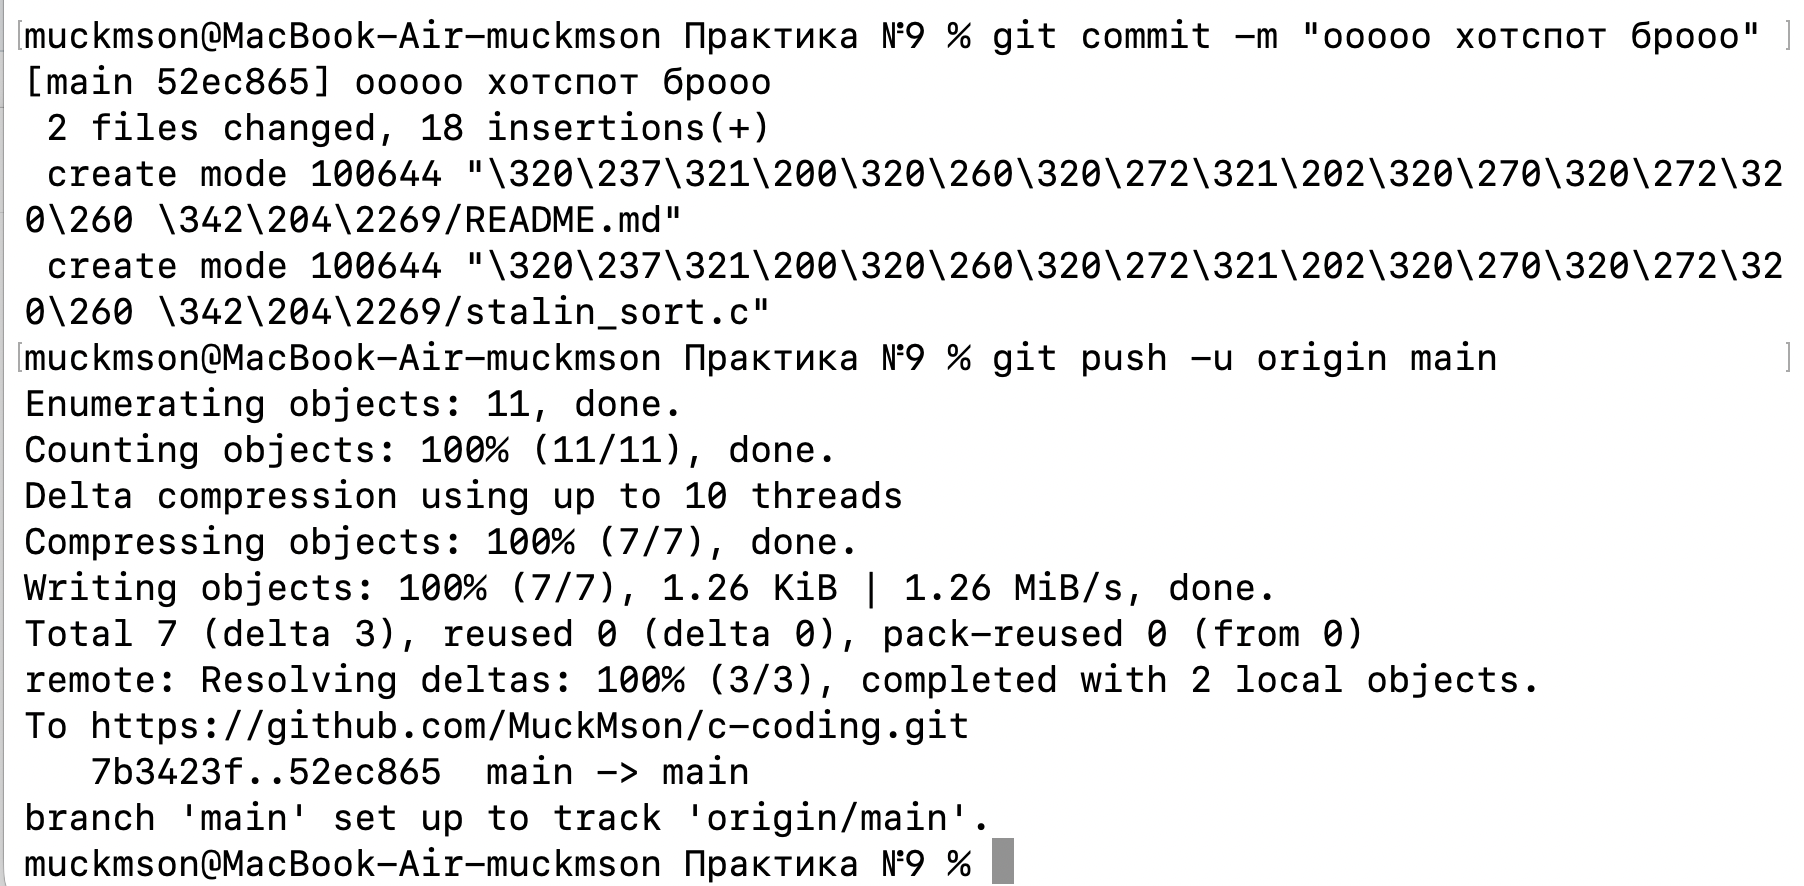 muckmson@MacBook-Air-muckmson Практика №9 % git commit -m "ооооо хотспот брооо"
[main 52ec865] ооооо хотспот брооо
 2 files changed, 18 insertions(+)
 create mode 100644 "\320\237\321\200\320\260\320\272\321\202\320\270\320\272\32
0\260 \342\204\2269/README.md"
 create mode 100644 "\320\237\321\200\320\260\320\272\321\202\320\270\320\272\32
0\260 \342\204\2269/stalin_sort.c"
muckmson@MacBook-Air-muckmson Практика №9 % git push -u origin main
Enumerating objects: 11, done.
Counting objects: 100% (11/11), done.
Delta compression using up to 10 threads
Compressing objects: 100% (7/7), done.
Writing objects: 100% (7/7), 1.26 KiB | 1.26 MiB/s, done.
Total 7 (delta 3), reused 0 (delta 0), pack-reused 0 (from 0)
remote: Resolving deltas: 100% (3/3), completed with 2 local objects.
To https://github.com/MuckMson/c-coding.git
   7b3423f..52ec865  main -> main
branch 'main' set up to track 'origin/main'.
muckmson@MacBook-Air-muckmson Практика №9 %